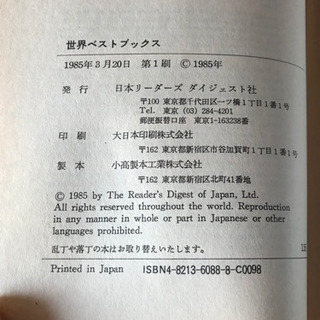 世界ベストブックス
1985年3月20日 第1刷 © 1985年
発行 日本リーダーズ ダイジェスト社
〒100 東京都千代田区一ツ橋1丁目1番1号
Tel 東京 (03) 284-4201
郵便振替口座 東京1-163238番
印刷 大日本印刷株式会社
〒162 東京都新宿区市谷加賀町1丁目1番1号
製本 小高製本工業株式会社
〒162 東京都新宿区北町41番地
© 1985 by The Reader's Digest of Japan, Ltd.
All rights reserved throughout world. Reproduction
in any manner in whole or part in Japanese or other
languages prohibited.
乱丁や落丁の本はお取り替えいたします。
Printed in Japan ISBN4-8213-6088-8-C0098